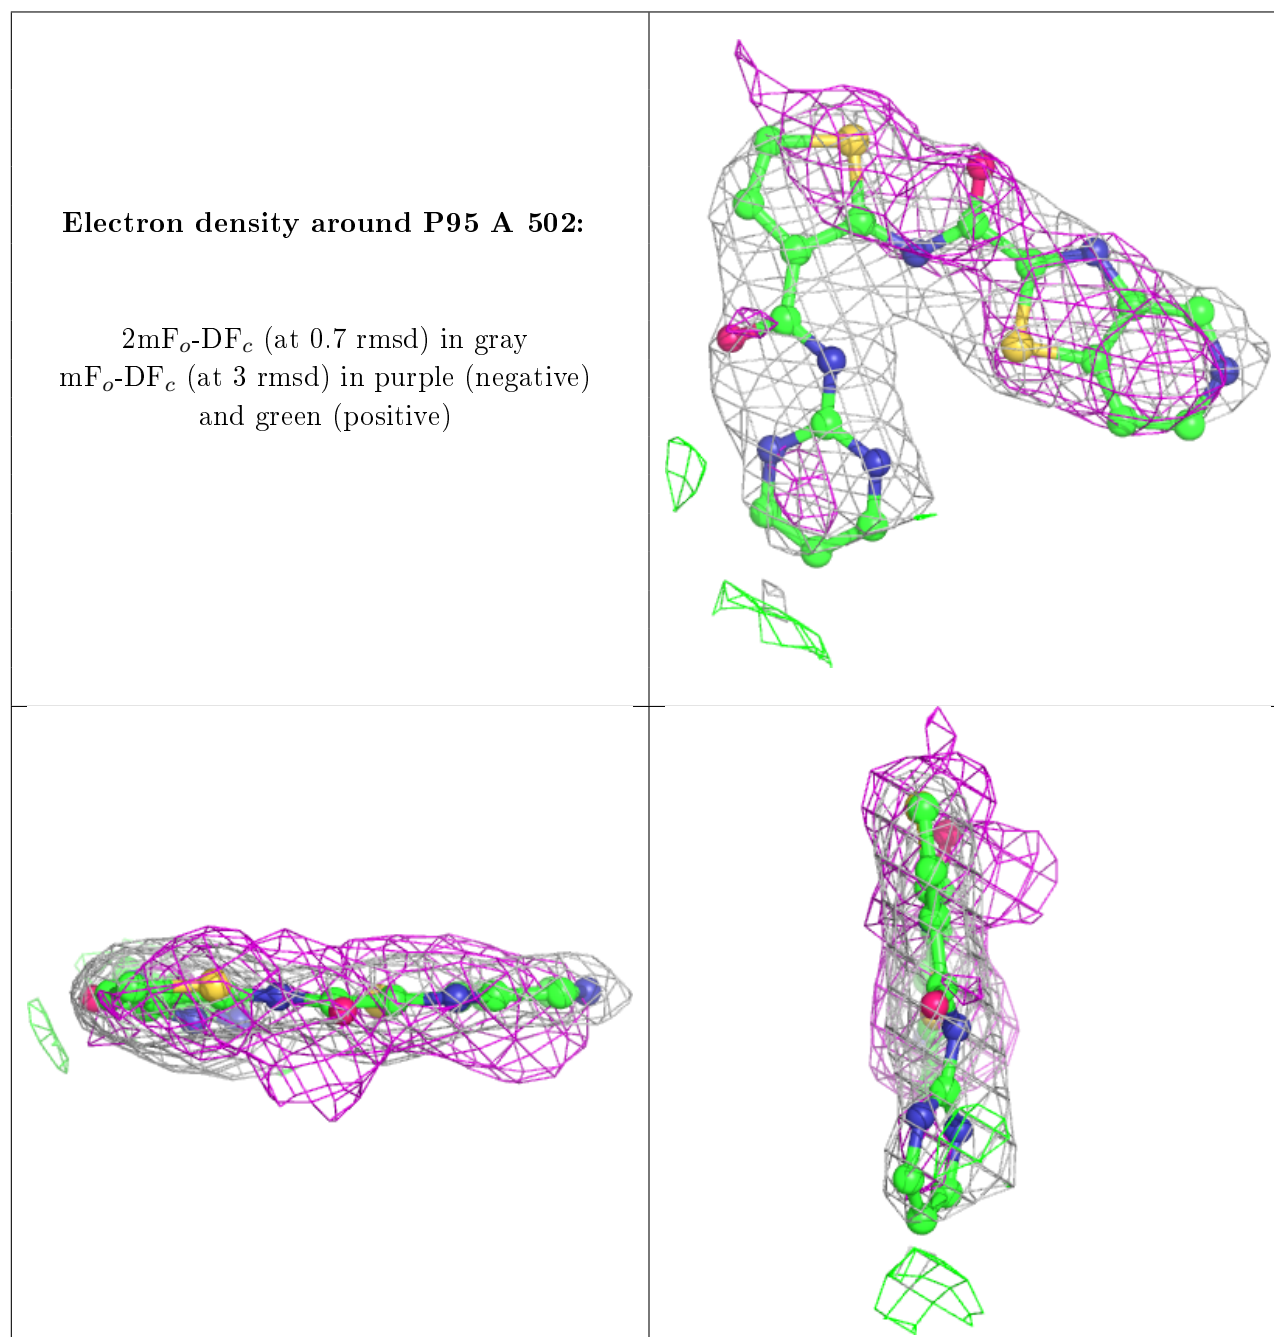 Electron density around P95 A 502:
2mFo-DFc (at 0.7 rmsd) in gray
mFo-DFc (at 3 rmsd) in purple (negative)
and green (positive)